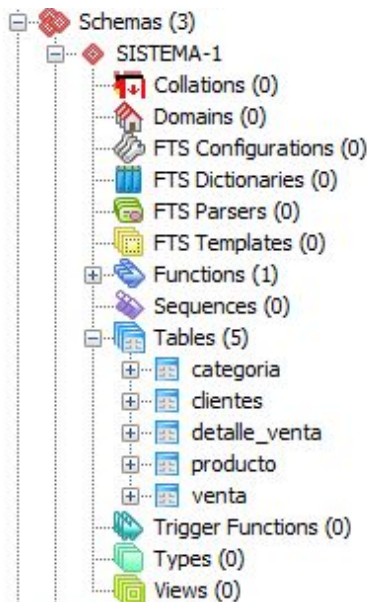 Schemas (3)
SISTEMA-1
Collations (0)
Domains (0)
FTS Configurations (0)
FTS Dictionaries (0)
FTS Parsers (0)
FTS Templates (0)
Functions (1)
Sequences (0)
Tables (5)
categoria
clientes
detalle_venta
producto
venta
Trigger Functions (0)
Types (0)
Views (0)